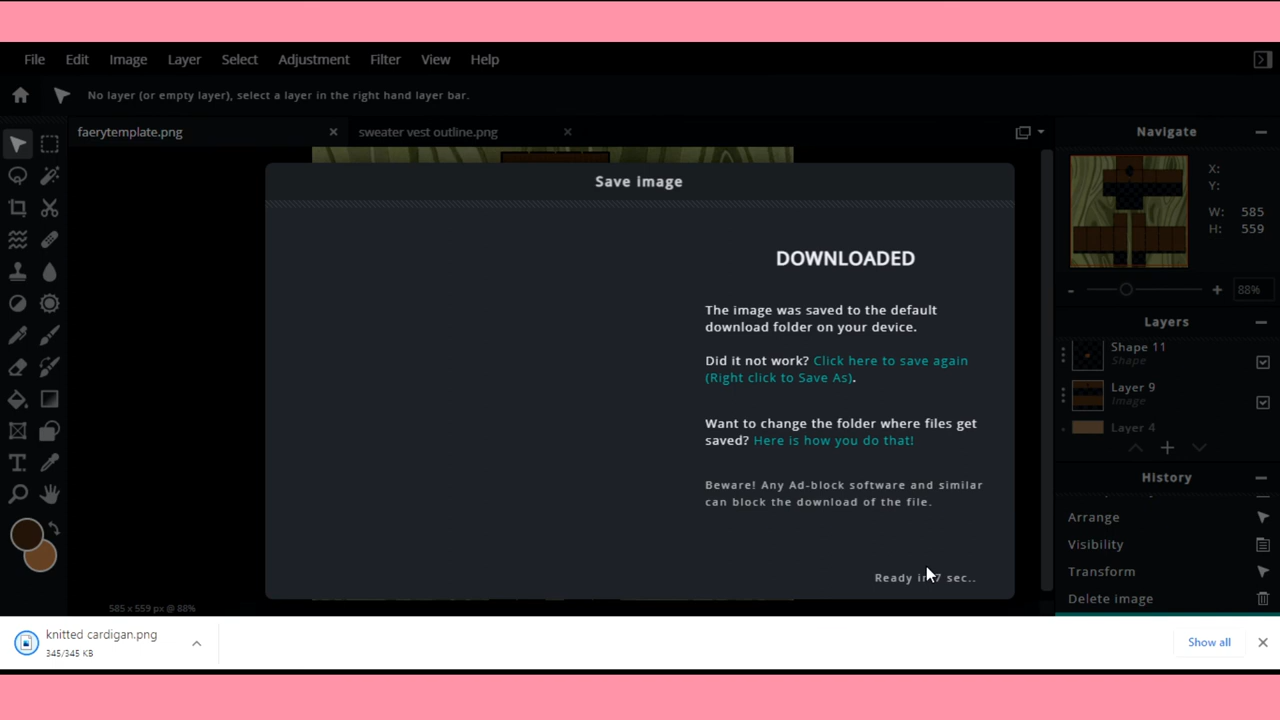 File Edit Image Layer Select Adjustment Filter View Help
No layer (or empty layer), select a layer in the right hand layer bar.
faerytemplate.png
sweater vest outline.png
Save image
DOWNLOADED
The image was saved to the default
download folder on your device.
Did it not work? Click here to save again
(Right click to Save As).
Want to change the folder where files get
saved? Here is how you do that!
Beware! Any Ad-block software and similar
can block the download of the file.
Ready in 7 sec..
Navigate
X:
Y:
W: 585
H: 559
- + 88%
Layers
Shape 11
Shape
Layer 9
Image
Layer 4
History
Arrange
Visibility
Transform
Delete image
585 x 559 px @ 88%
knitted cardigan.png
345/345 KB
Show all